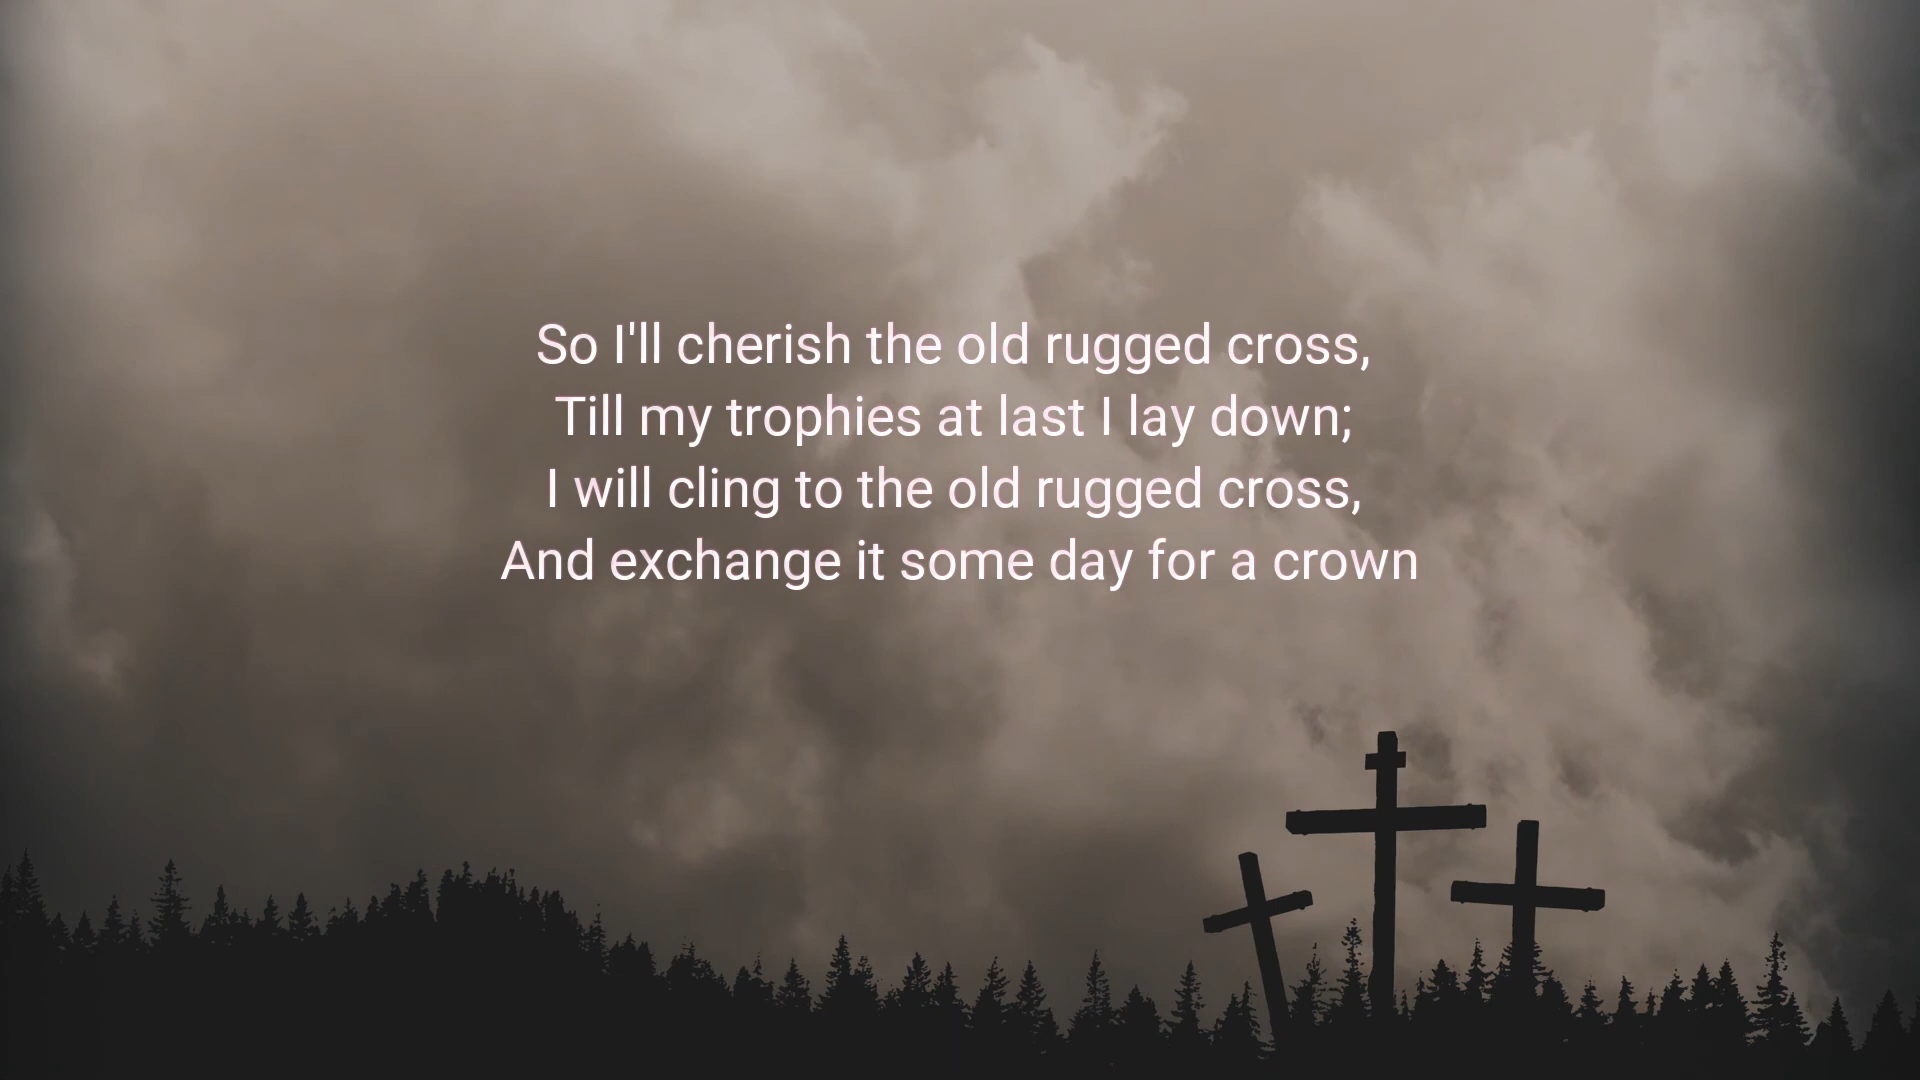 So I'll cherish the old rugged cross,
Till my trophies at last I lay down;
I will cling to the old rugged cross,
And exchange it some day for a crown